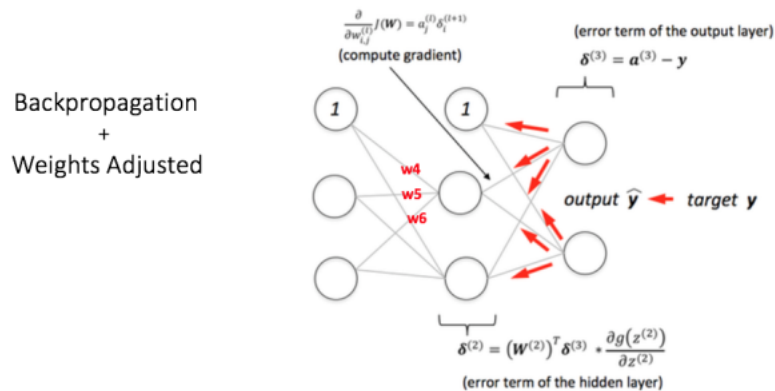 ∂/∂w_{i,j}^{(l)} J(W) = a_j^{(l)} δ_i^{(l+1)}
(compute gradient)
(error term of the output layer)
δ^{(3)} = a^{(3)} − y
Backpropagation
+
Weights Adjusted
1
1
w4
w5
w6
output ŷ target y
δ^{(2)} = (W^{(2)})^T δ^{(3)} * ∂g(z^{(2)})/∂z^{(2)}
(error term of the hidden layer)